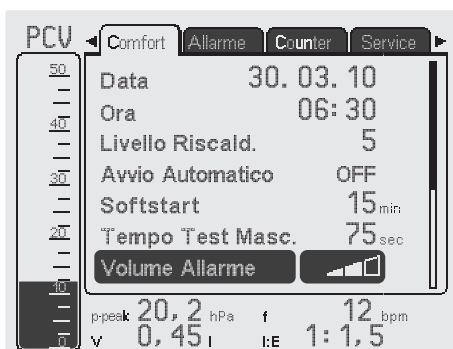 PCV Comfort Allarme Counter Service
50
40
30
20
10
0
Data 30. 03. 10
Ora 06:30
Livello Riscald. 5
Avvio Automatico OFF
Softstart 15 min
Tempo Test Masc. 75 sec
Volume Allarme
p-peak 20,2 hPa f 12 bpm
V 0,45 l I:E 1:1,5